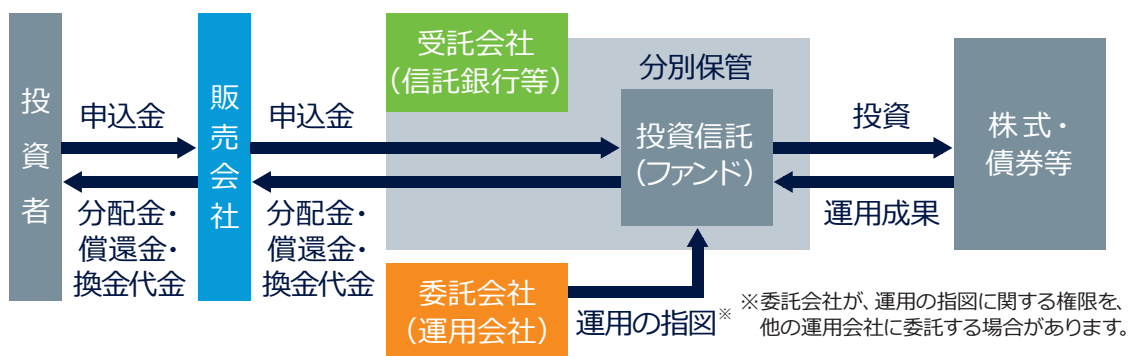 投資者
申込金
分配金・
償還金・
換金代金
販売会社
申込金
分配金・
償還金・
換金代金
受託会社
（信託銀行等）
分別保管
投資信託
（ファンド）
委託会社
（運用会社）
運用の指図※
投資
運用成果
株式・
債券等
※委託会社が、運用の指図に関する権限を、
他の運用会社に委託する場合があります。